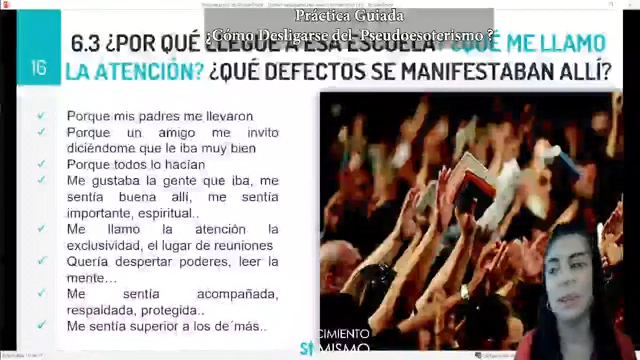 Práctica Guiada
¿Cómo Desligarse del Pseudoesoterismo ?
6.3 ¿POR QUÉ LLEGUÉ A ESA ESCUELA? ¿QUÉ ME LLAMO
16
LA ATENCIÓN? ¿QUÉ DEFECTOS SE MANIFESTABAN ALLÍ?
Porque mis padres me llevaron
Porque un amigo me invito
diciéndome que le iba muy bien
Porque todos lo hacían
Me gustaba la gente que iba, me
sentía buena allí, me sentía
importante, espiritual..
Me llamo la atención la
exclusividad, el lugar de reuniones
Quería despertar poderes, leer la
mente…
Me sentía acompañada,
respaldada, protegida..
Me sentía superior a los de´más..
CIMIENTO
SÍ MISMO